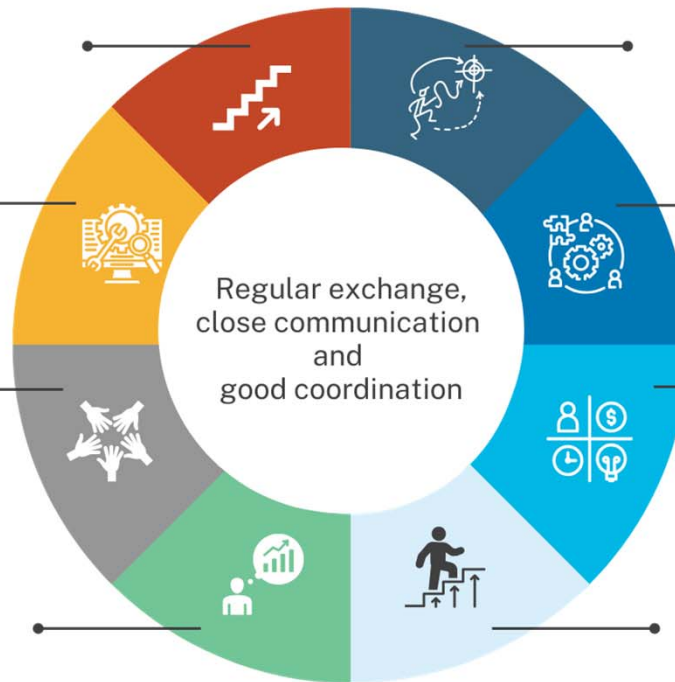 Regular exchange,
close communication
and
good coordination
$